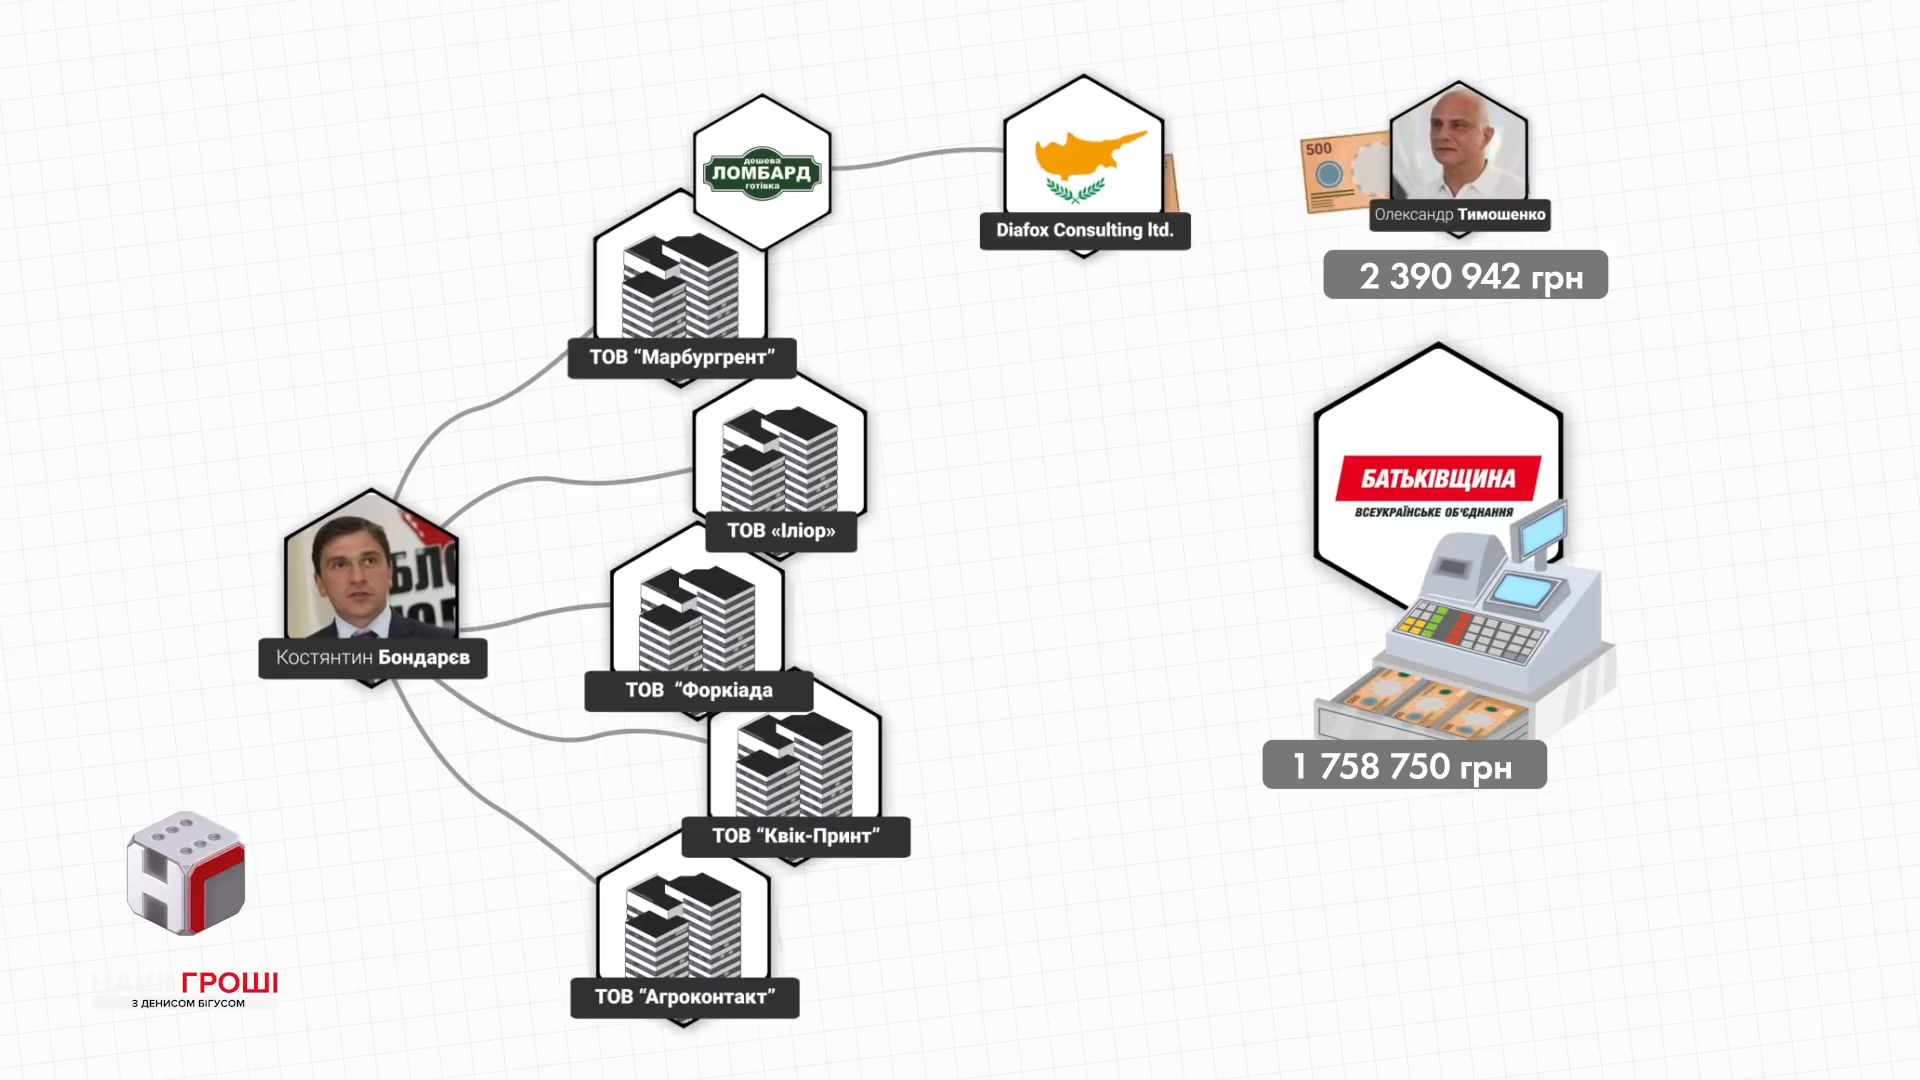 дешева
ЛОМБАРД
готівка
Diafox Consulting ltd.
500
Олександр Тимошенко
2 390 942 грн
ТОВ “Марбургрент”
ТОВ «Іліор»
БАТЬКІВЩИНА
ВСЕУКРАЇНСЬКЕ ОБ'ЄДНАННЯ
Костянтин Бондарєв
ТОВ “Форкіада
1 758 750 грн
ТОВ “Квік-Принт”
ТОВ “Агроконтакт”
НАШІ ГРОШІ
З ДЕНИСОМ БІГУСОМ